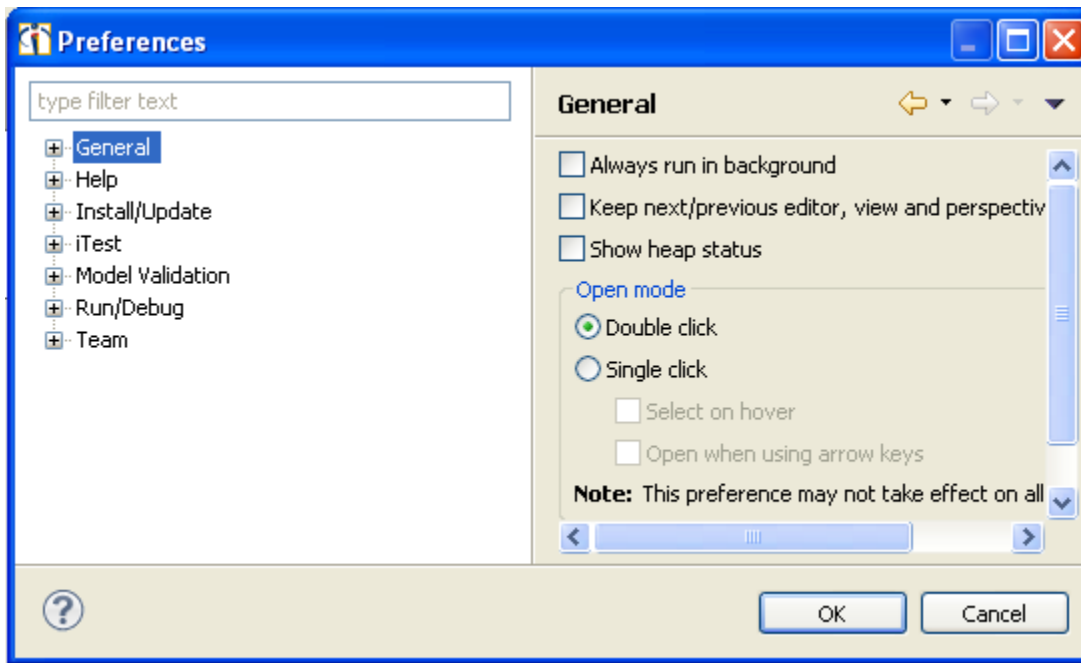 Preferences
type filter text
General
Help
Install/Update
iTest
Model Validation
Run/Debug
Team
General
Always run in background
Keep next/previous editor, view and perspectiv
Show heap status
Open mode
Double click
Single click
Select on hover
Open when using arrow keys
Note: This preference may not take effect on all
OK
Cancel